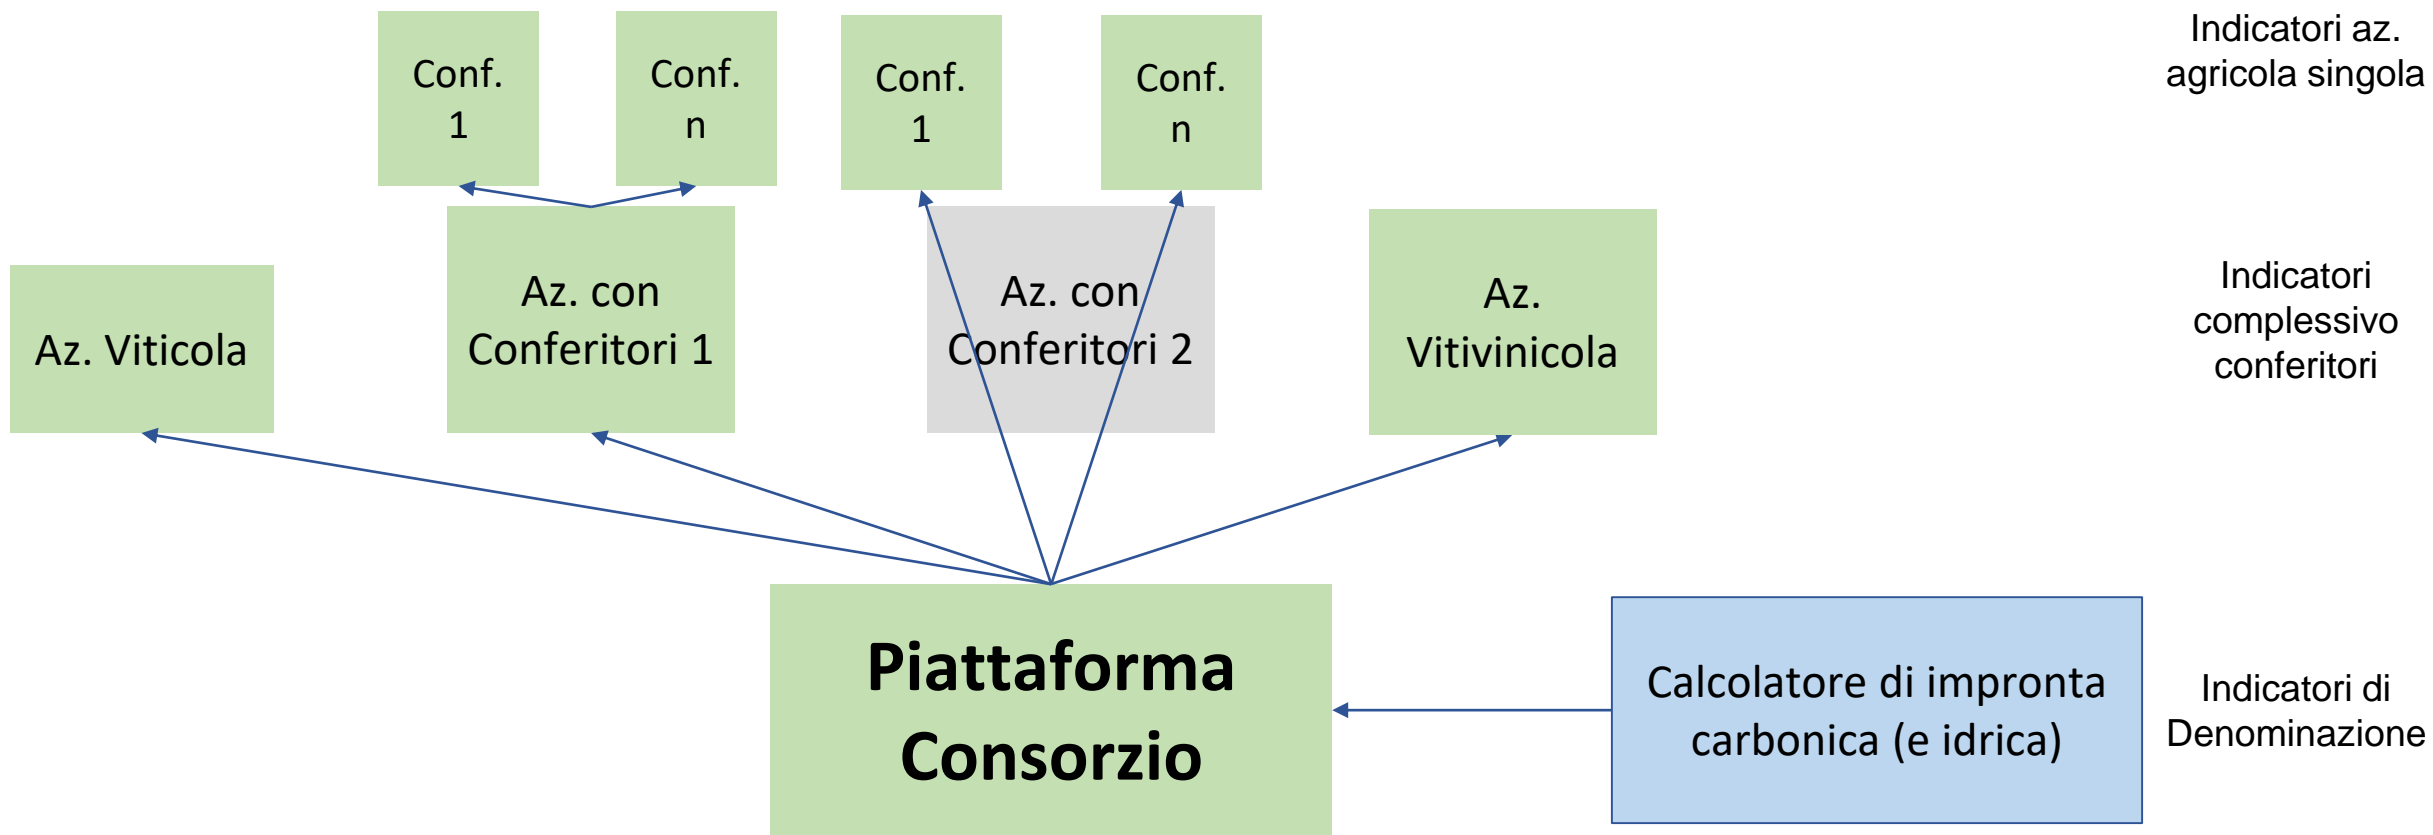 Conf.
1
Conf.
n
Conf.
1
Conf.
n
Indicatori az.
agricola singola
Az. Viticola
Az. con
Conferitori 1
Az. con
Conferitori 2
Az.
Vitivinicola
Indicatori
complessivo
conferitori
Piattaforma
Consorzio
Calcolatore di impronta
carbonica (e idrica)
Indicatori di
Denominazione